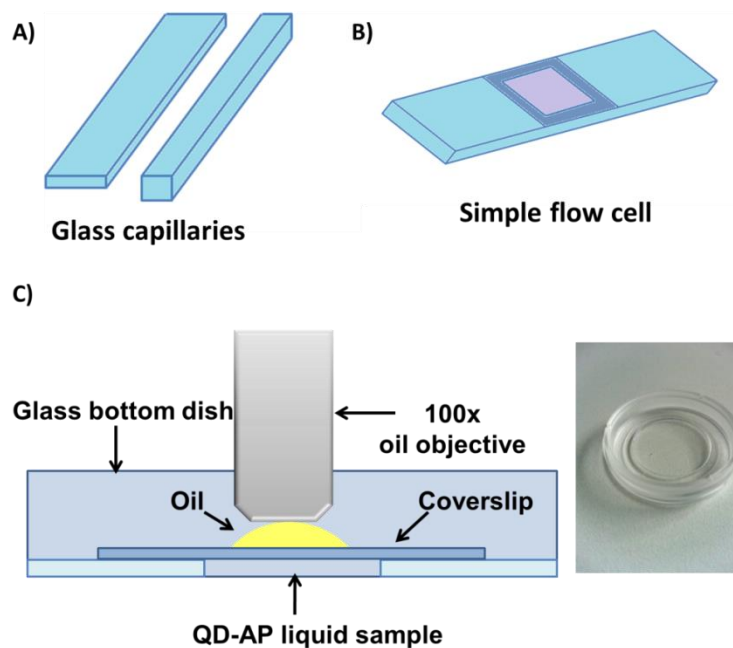 A)
B)
Glass capillaries
Simple flow cell
C)
Glass bottom dish
100x
oil objective
Oil
Coverslip
QD-AP liquid sample